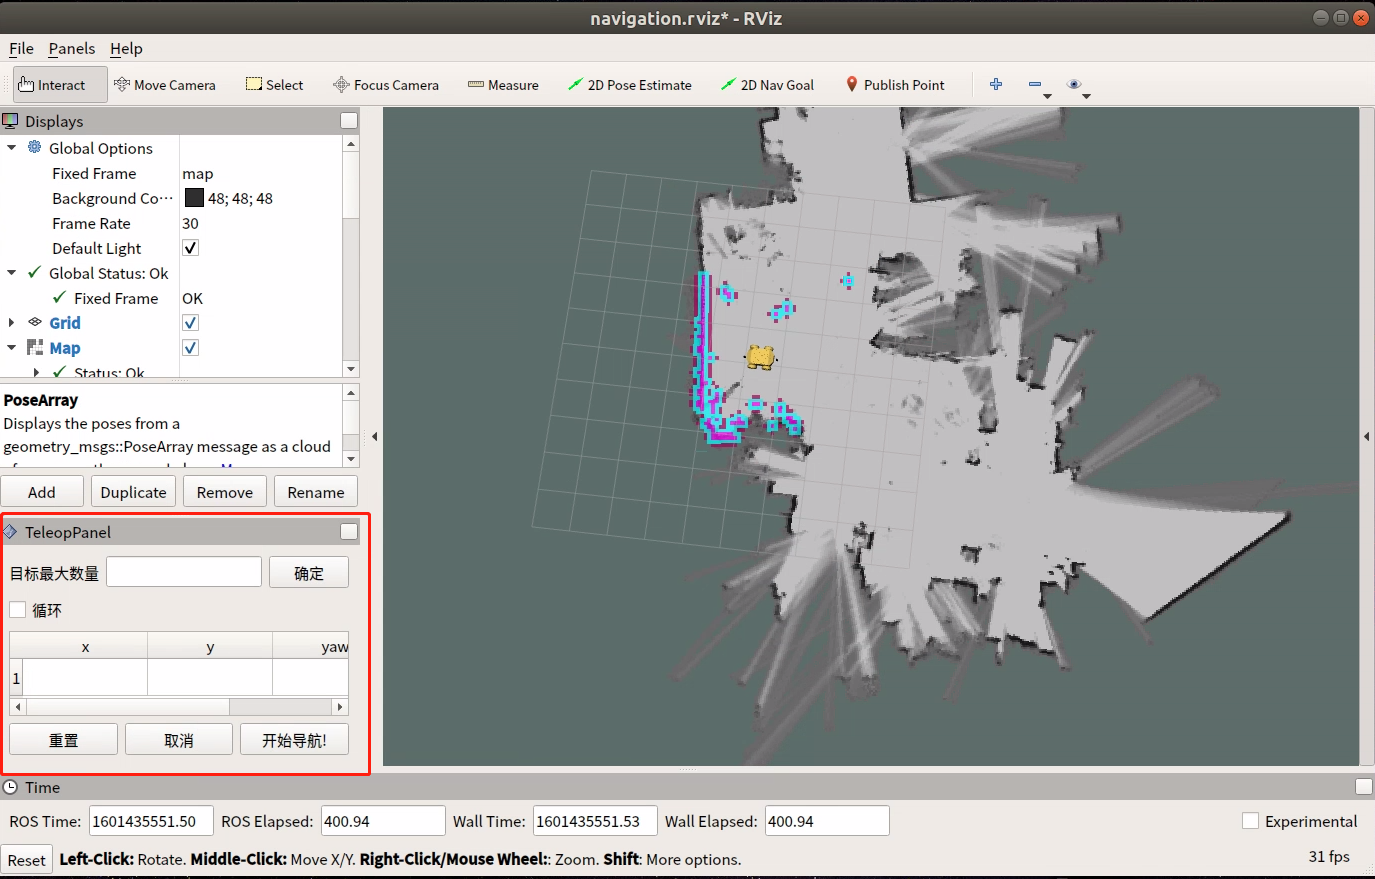 navigation.rviz* - RViz
File Panels Help
Interact Move Camera Select Focus Camera Measure 2D Pose Estimate 2D Nav Goal Publish Point
Displays
Global Options
Fixed Frame map
Background Co··· 48; 48; 48
Frame Rate 30
Default Light
Global Status: Ok
Fixed Frame OK
Grid
Map
Status: Ok
PoseArray
Displays the poses from a
geometry_msgs::PoseArray message as a cloud
Add Duplicate Remove Rename
TeleopPanel
目标最大数量 确定
循环
x y yaw
1
重置 取消 开始导航!
Time
ROS Time: 1601435551.50 ROS Elapsed: 400.94 Wall Time: 1601435551.53 Wall Elapsed: 400.94 Experimental
Reset Left-Click: Rotate. Middle-Click: Move X/Y. Right-Click/Mouse Wheel:: Zoom. Shift: More options. 31 fps